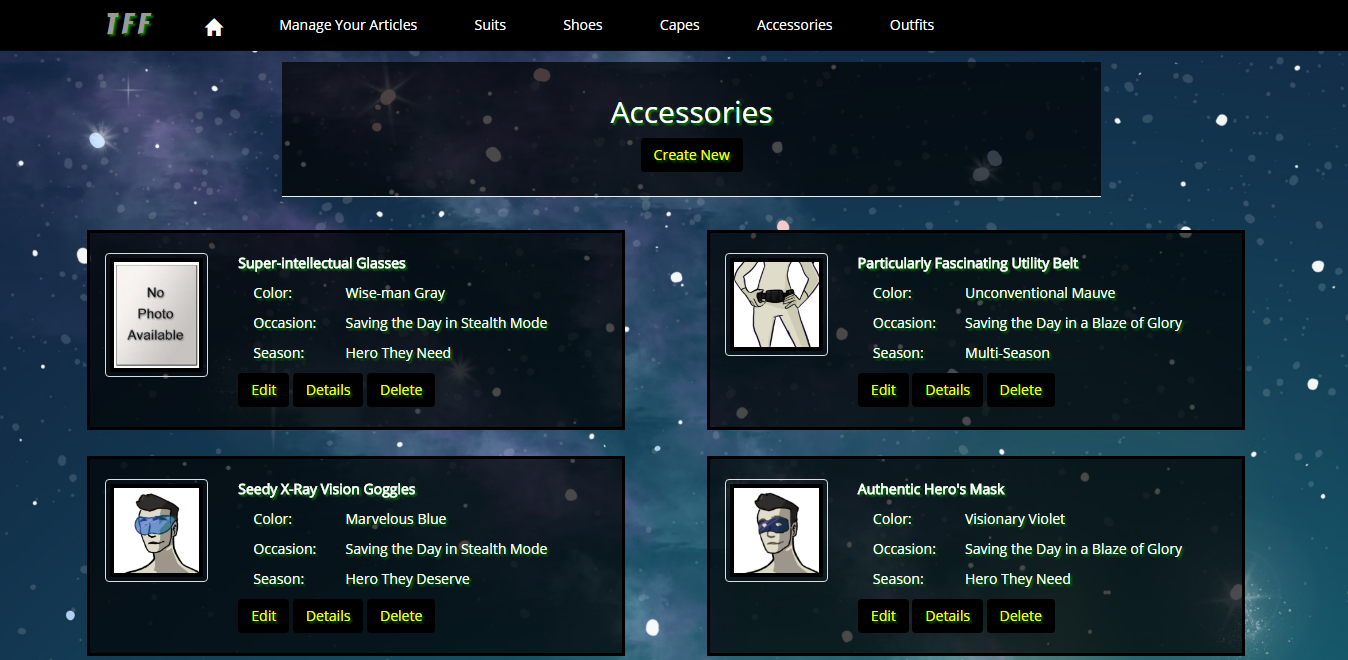 TFF Manage Your Articles Suits Shoes Capes Accessories Outfits
Accessories
Create New
No
Photo
Available
Super-intellectual Glasses
Color: Wise-man Gray
Occasion: Saving the Day in Stealth Mode
Season: Hero They Need
Edit Details Delete
Particularly Fascinating Utility Belt
Color: Unconventional Mauve
Occasion: Saving the Day in a Blaze of Glory
Season: Multi-Season
Edit Details Delete
Seedy X-Ray Vision Goggles
Color: Marvelous Blue
Occasion: Saving the Day in Stealth Mode
Season: Hero They Deserve
Edit Details Delete
Authentic Hero's Mask
Color: Visionary Violet
Occasion: Saving the Day in a Blaze of Glory
Season: Hero They Need
Edit Details Delete